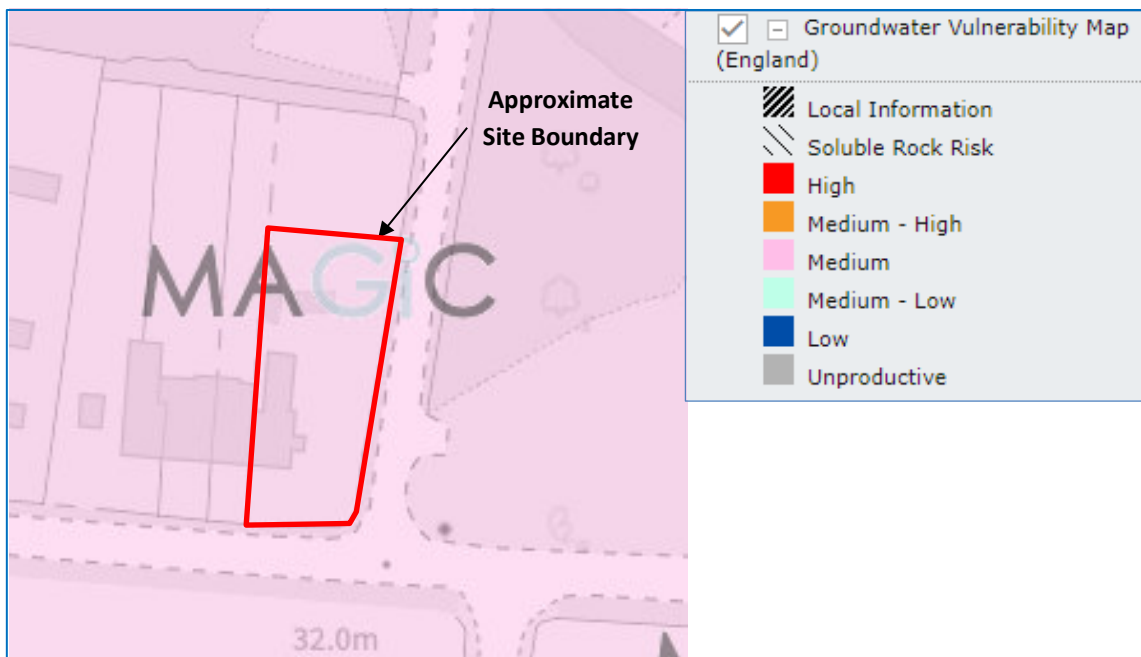 Approximate
Site Boundary
MAGiC
32.0m
Groundwater Vulnerability Map
(England)
Local Information
Soluble Rock Risk
High
Medium - High
Medium
Medium - Low
Low
Unproductive